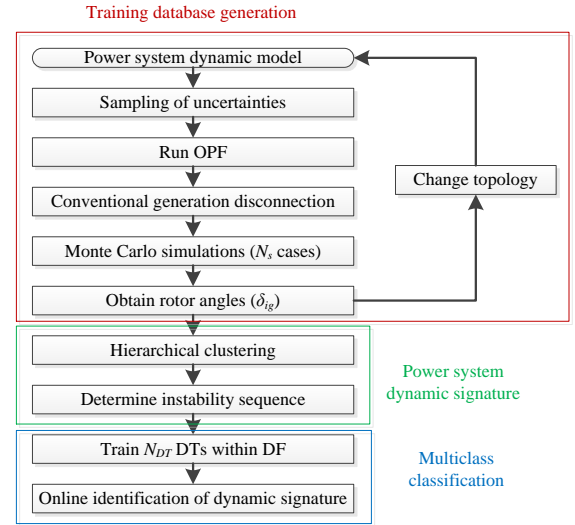 Training database generation
Power system dynamic model
Sampling of uncertainties
Run OPF
Conventional generation disconnection
Change topology
Monte Carlo simulations (Ns cases)
Obtain rotor angles (δig)
Hierarchical clustering
Determine instability sequence
Power system
dynamic signature
Train NDT DTs within DF
Online identification of dynamic signature
Multiclass
classification